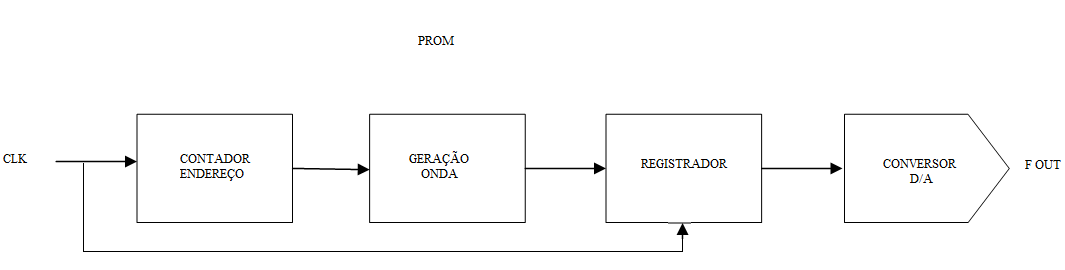 PROM
CLK
CONTADOR
ENDEREÇO
GERAÇÃO
ONDA
REGISTRADOR
CONVERSOR
D/A
F OUT